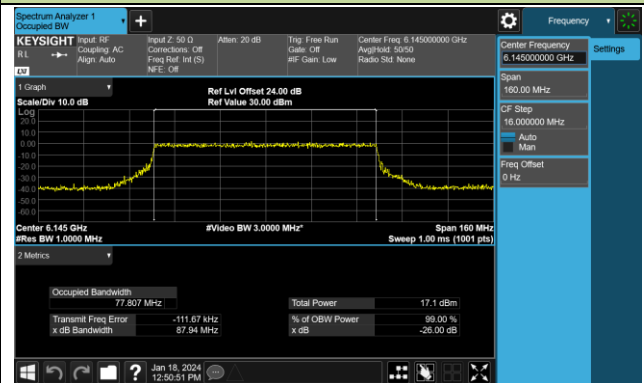 Spectrum Analyzer 1
Occupied BW
Frequency
KEYSIGHT
RL
Input: RF
Coupling: AC
Align: Auto
Input Z: 50 Ω
Corrections: Off
Freq Ref: Int (S)
NFE: Off
Atten: 20 dB
Trig: Free Run
Gate: Off
#IF Gain: Low
Center Freq: 6.145000000 GHz
Avg|Hold: 50/50
Radio Std: None
1 Graph
Scale/Div 10.0 dB
Ref Lvl Offset 24.00 dB
Ref Value 30.00 dBm
Log
20.0
10.0
0.00
-10.0
-20.0
-30.0
-40.0
-50.0
-60.0
Center 6.145 GHz
#Video BW 3.0000 MHz*
Span 160 MHz
#Res BW 1.0000 MHz
Sweep 1.00 ms (1001 pts)
2 Metrics
Occupied Bandwidth
77.807 MHz
Total Power 17.1 dBm
Transmit Freq Error -111.67 kHz
% of OBW Power 99.00 %
x dB Bandwidth 87.94 MHz
x dB -26.00 dB
Jan 18, 2024
12:50:51 PM
Center Frequency
6.145000000 GHz
Settings
Span
160.00 MHz
CF Step
16.000000 MHz
Auto
Man
Freq Offset
0 Hz